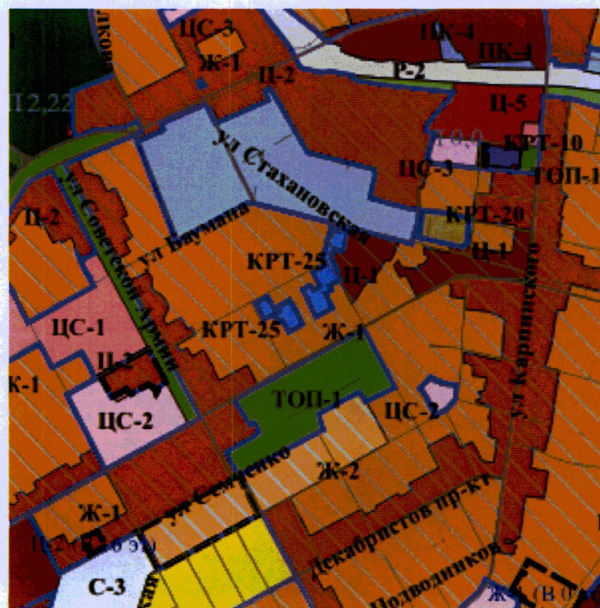 ЦС-3
Ж-1
Ц-2
ПК-4
ПК-4
Р-2
Ц-5
КРТ-10
ЦС-3
ТОП-1
ул Стахановская
ул Баумана
Ц-2
ул Советской Армии
КРТ-20
Ц-1
КРТ-25
Ц-1
ул Карпинского
ЦС-1
КРТ-25
Ж-1
ТОП-1
ЦС-2
ЦС-2
ул Семченко
Ж-2
Ж-1
Декабристов пр-кт
Подводников
С-3